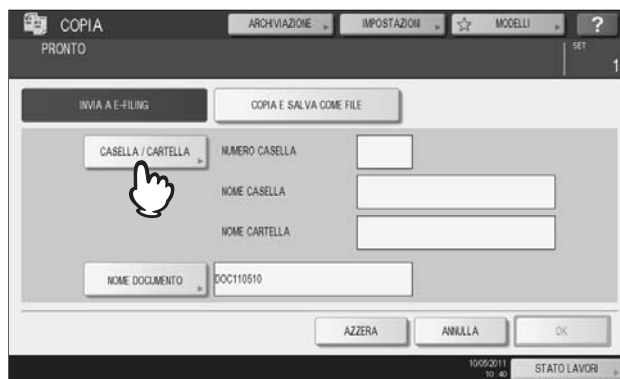 COPIA ARCHIVIAZIONE IMPOSTAZIONI MODELLI ?
PRONTO SET
1
INVIA A E-FILING COPIA E SALVA COME FILE
CASELLA / CARTELLA NUMERO CASELLA
NOME CASELLA
NOME CARTELLA
NOME DOCUMENTO DOC110510
AZZERA ANNULLA OK
10/05/2011
10 : 40 STATO LAVORI